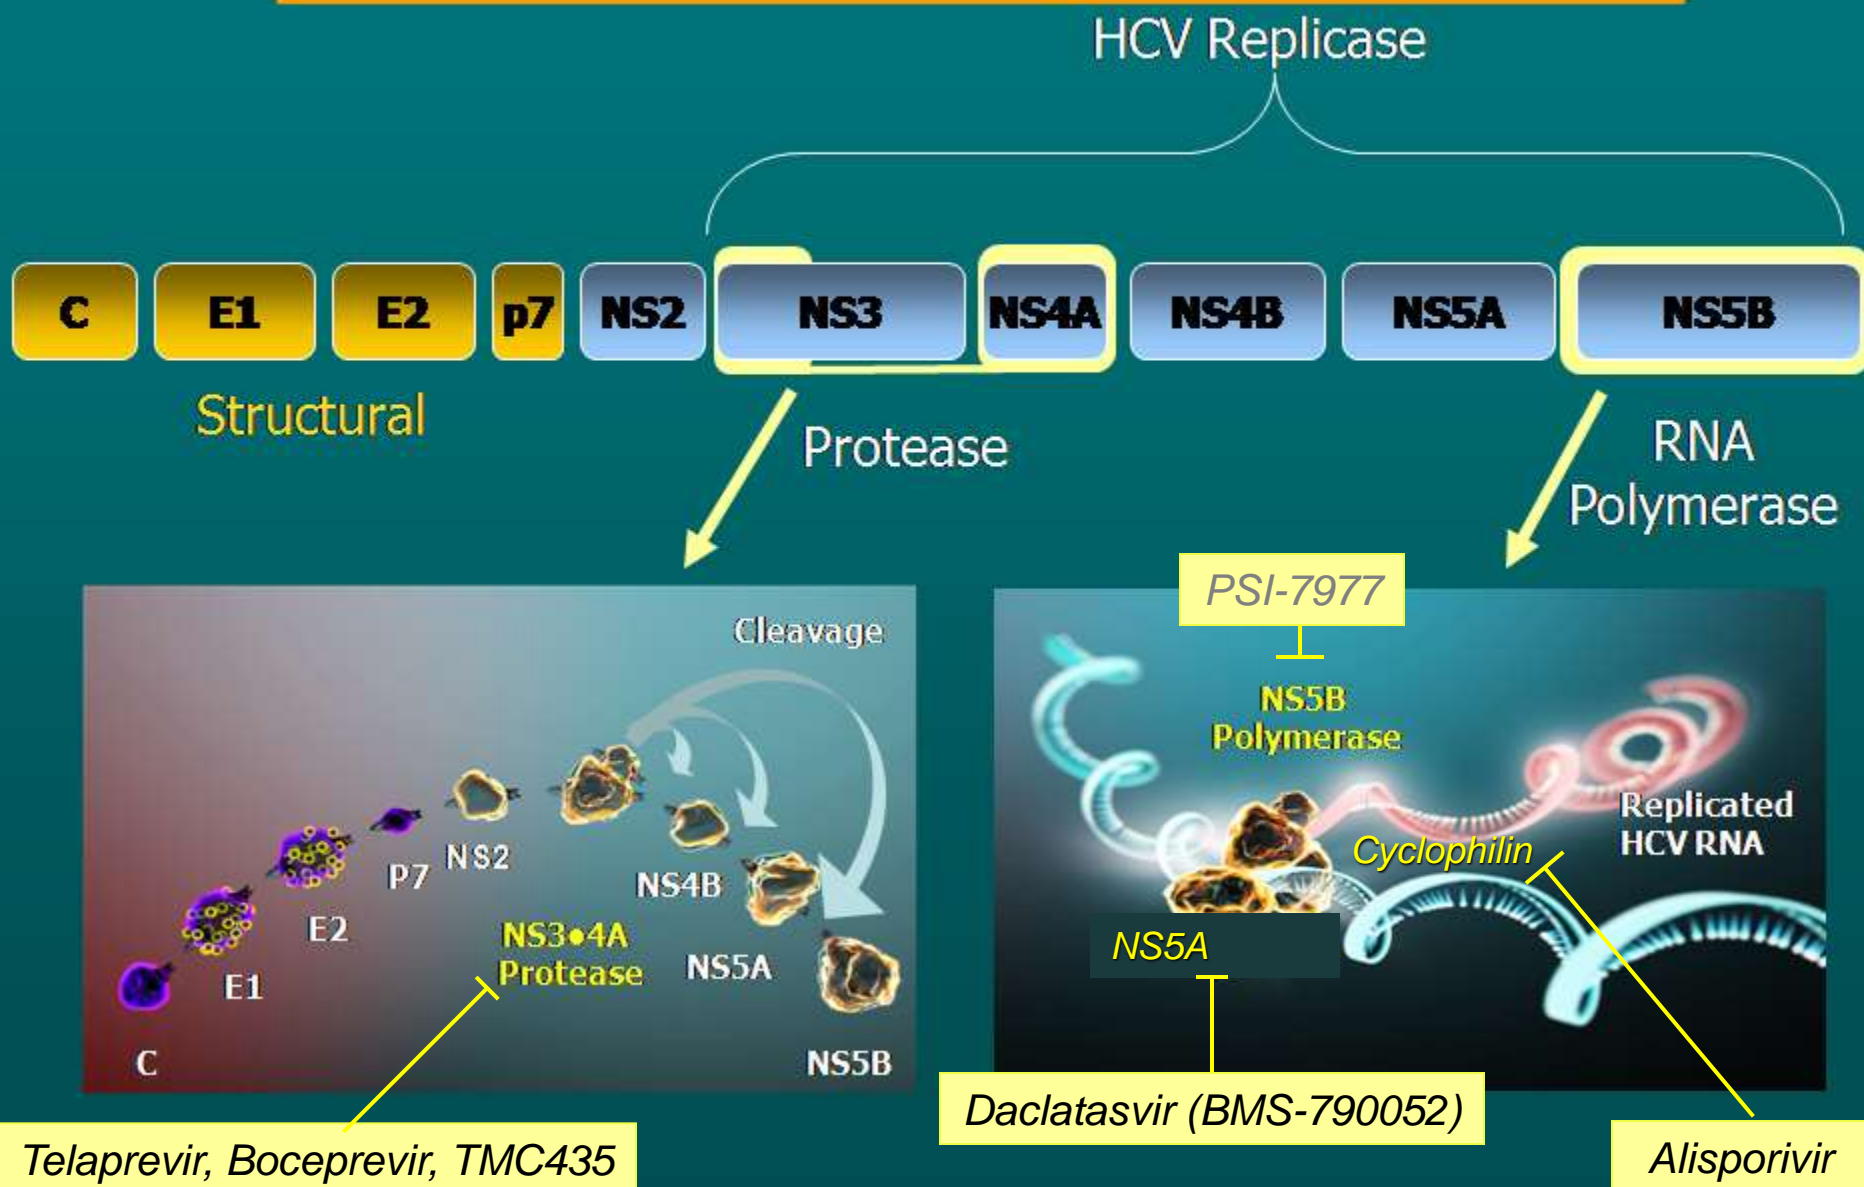 HCV Replicase
C
E1
E2
p7
NS2
NS3
NS4A
NS4B
NS5A
NS5B
Structural
Protease
RNA
Polymerase
Cleavage
C
E1
E2
P7
NS2
NS3•4A
Protease
NS4B
NS5A
NS5B
Telaprevir, Boceprevir, TMC435
PSI-7977
NS5B
Polymerase
Replicated
HCV RNA
Cyclophilin
NS5A
Daclatasvir (BMS-790052)
Alisporivir